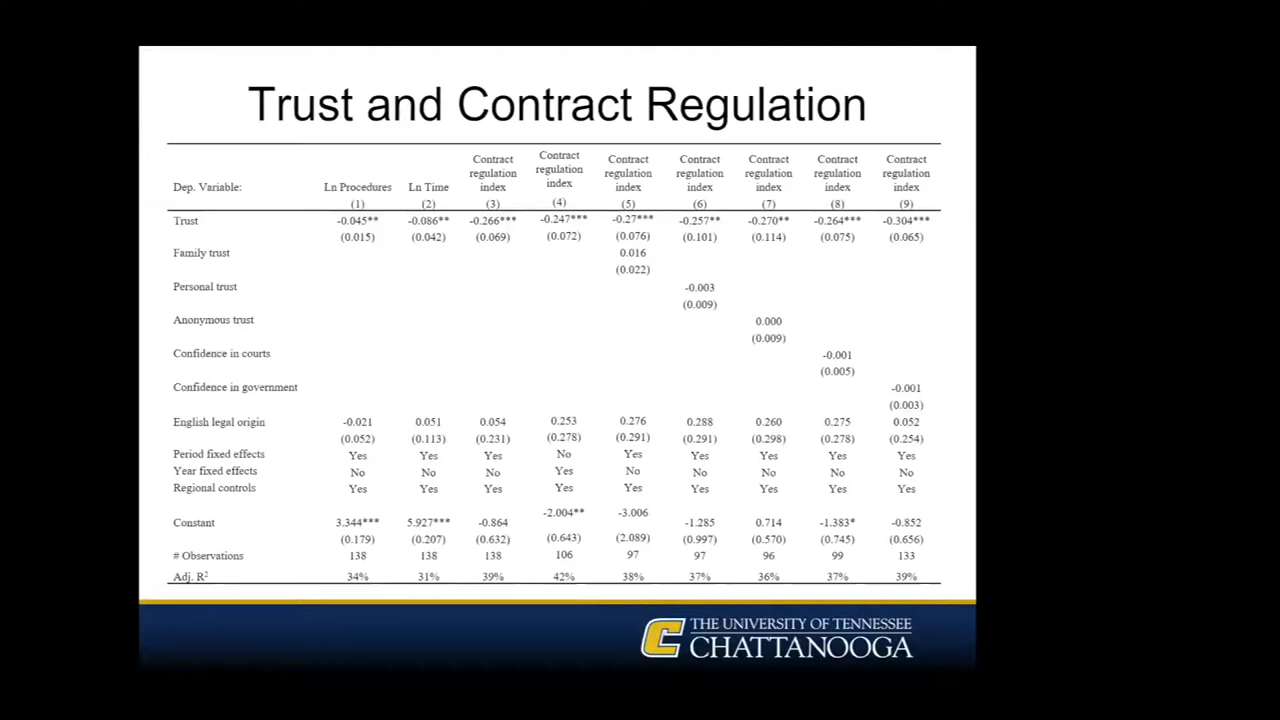 Trust and Contract Regulation
Dep. Variable: Ln Procedures Ln Time Contract regulation index Contract regulation index Contract regulation index Contract regulation index Contract regulation index Contract regulation index Contract regulation index
(1) (2) (3) (4) (5) (6) (7) (8) (9)
Trust -0.045** -0.086** -0.266*** -0.247*** -0.27*** -0.257** -0.270** -0.264*** -0.304***
(0.015) (0.042) (0.069) (0.072) (0.076) (0.101) (0.114) (0.075) (0.065)
Family trust 0.016
(0.022)
Personal trust -0.003
(0.009)
Anonymous trust 0.000
(0.009)
Confidence in courts -0.001
(0.005)
Confidence in government -0.001
(0.003)
English legal origin -0.021 0.051 0.054 0.253 0.276 0.288 0.260 0.275 0.052
(0.052) (0.113) (0.231) (0.278) (0.291) (0.291) (0.298) (0.278) (0.254)
Period fixed effects Yes Yes Yes No Yes Yes Yes Yes Yes
Year fixed effects No No No Yes No No No No No
Regional controls Yes Yes Yes Yes Yes Yes Yes Yes Yes
Constant 3.344*** 5.927*** -0.864 -2.004** -3.006 -1.285 0.714 -1.383* -0.852
(0.179) (0.207) (0.632) (0.643) (2.089) (0.997) (0.570) (0.745) (0.656)
# Observations 138 138 138 106 97 97 96 99 133
Adj. R² 34% 31% 39% 42% 38% 37% 36% 37% 39%
THE UNIVERSITY OF TENNESSEE
CHATTANOOGA